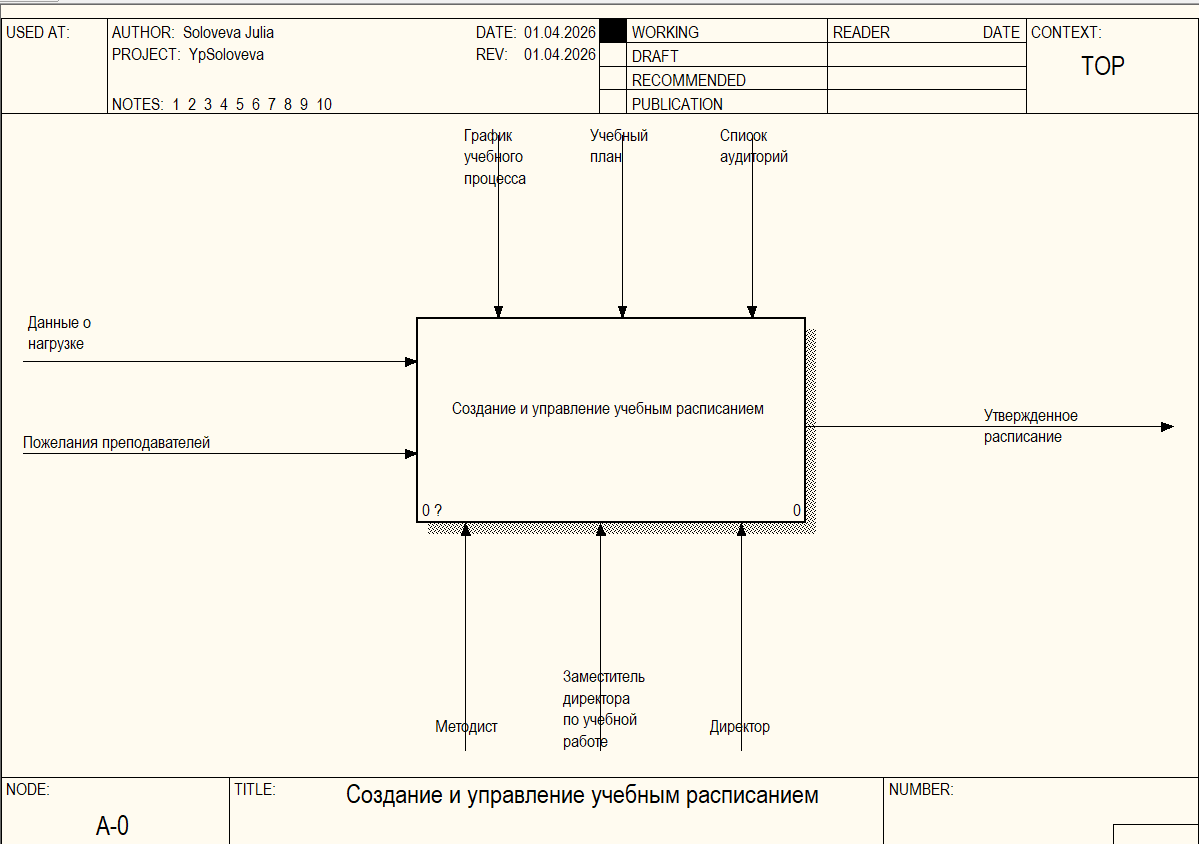 USED AT:
AUTHOR: Soloveva Julia
DATE: 01.04.2026
PROJECT: YpSoloveva
REV: 01.04.2026
NOTES: 1 2 3 4 5 6 7 8 9 10
WORKING
DRAFT
RECOMMENDED
PUBLICATION
READER
DATE
CONTEXT:
TOP
График
учебного
процесса
Учебный
план
Список
аудиторий
Данные о
нагрузке
Пожелания преподавателей
Создание и управление учебным расписанием
0 ?
0
Утвержденное
расписание
Методист
Заместитель
директора
по учебной
работе
Директор
NODE:
A-0
TITLE:
Создание и управление учебным расписанием
NUMBER: